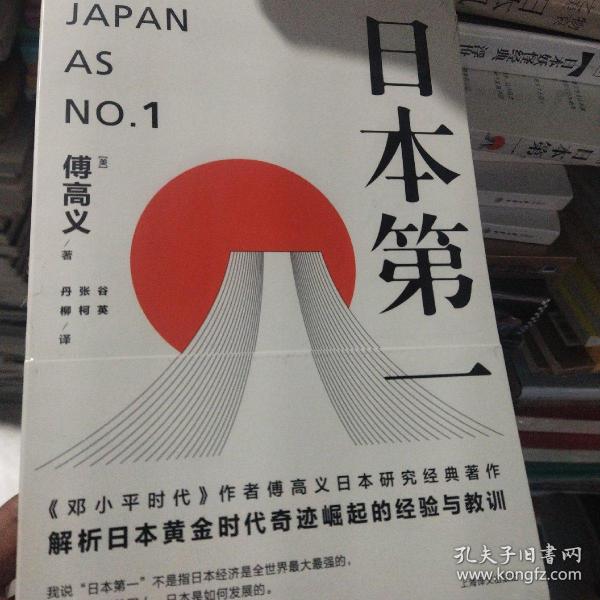 JAPAN
AS
NO.1
日本第一
[美]
傅高义
／著
谷英
张柯
丹柳
／译
《邓小平时代》作者傅高义日本研究经典著作
解析日本黄金时代奇迹崛起的经验与教训
我说“日本第一”不是指日本经济是全世界最大最强的，
日本是如何发展的。
日本第一
孔夫子旧书网
www.kongfz.com